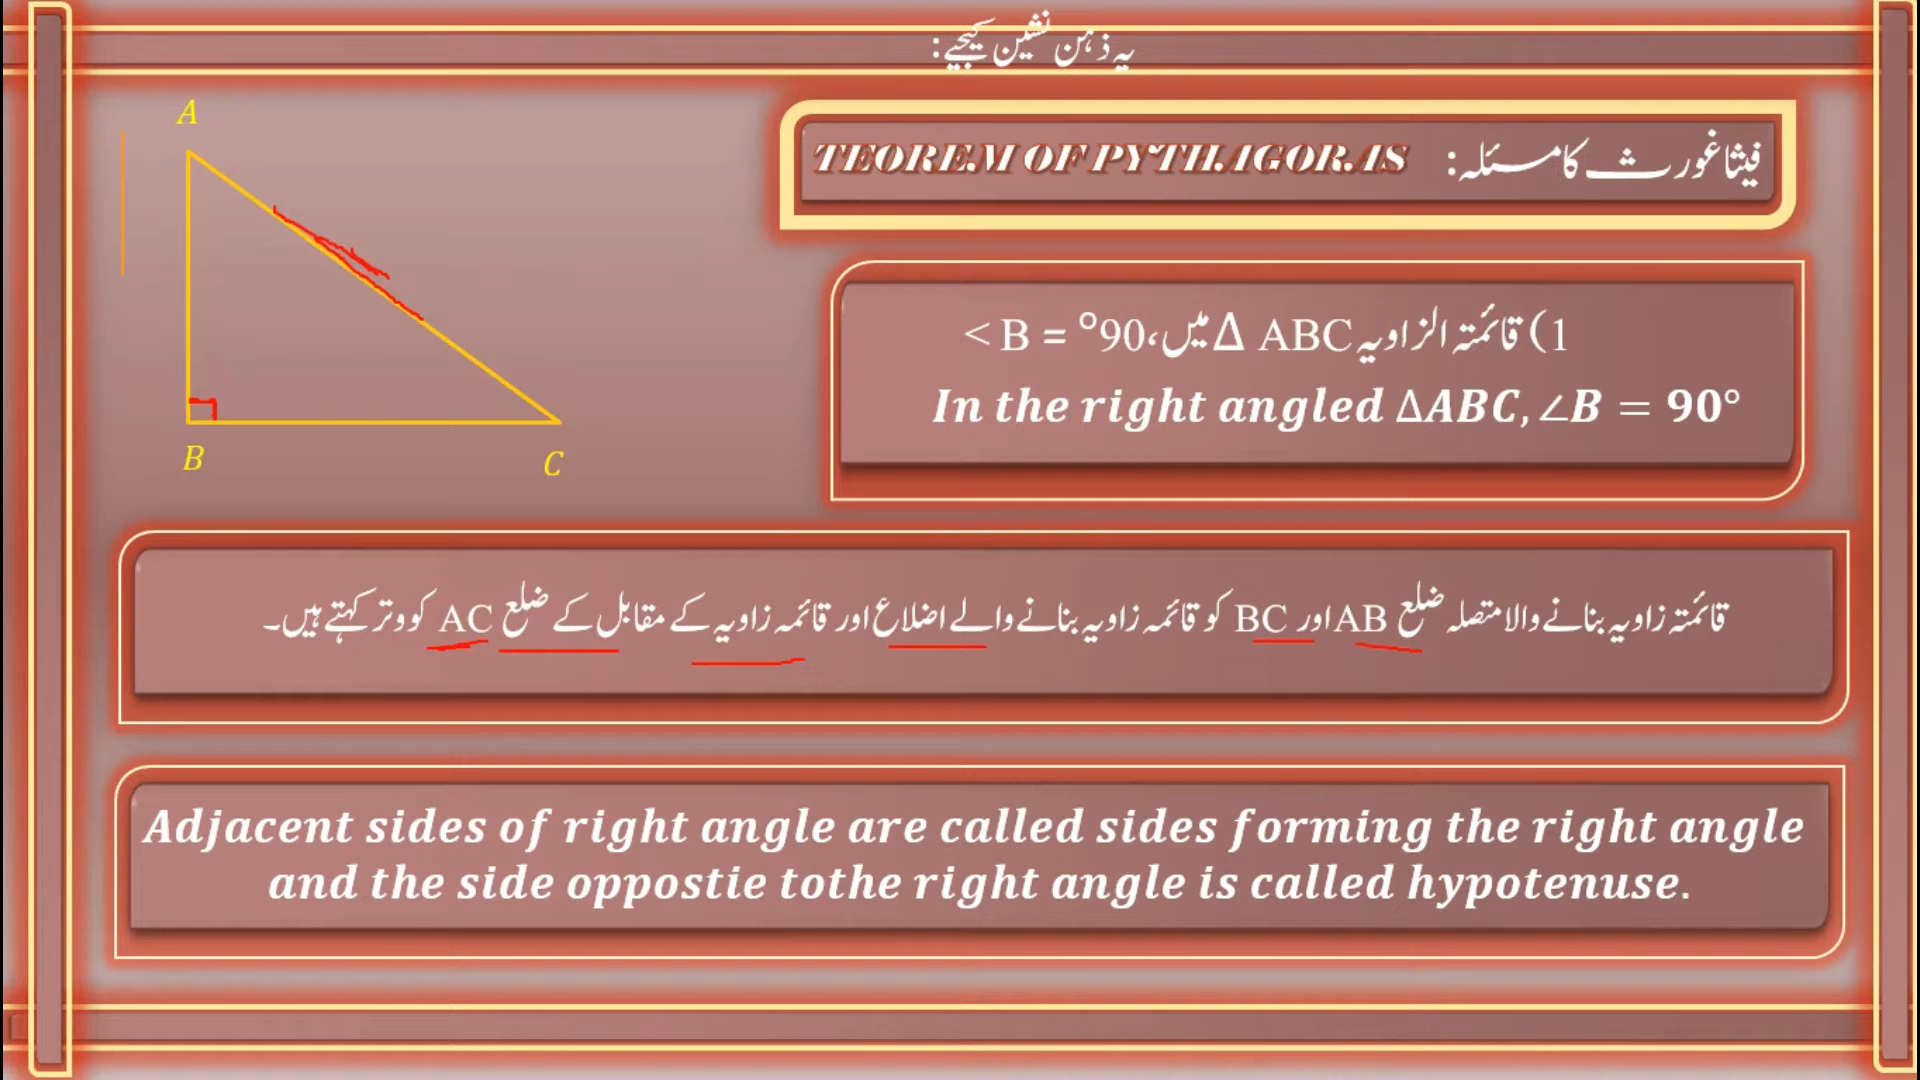 یہ ذہن نشین کیجیے:
A
B
C
TEOREM OF PYTHAGORAS فیثاغورث کا مسئلہ:
1) قائمتہ الزاویہ Δ ABC میں، < B = °90
In the right angled ΔABC, ∠B = 90°
قائمتہ زاویہ بنانے والا متصلہ ضلع AB اور BC کو قائمہ زاویہ بنانے والے اضلاع اور قائمہ زاویہ کے مقابل کے ضلع AC کو وتر کہتے ہیں۔
Adjacent sides of right angle are called sides forming the right angle
and the side oppostie tothe right angle is called hypotenuse.